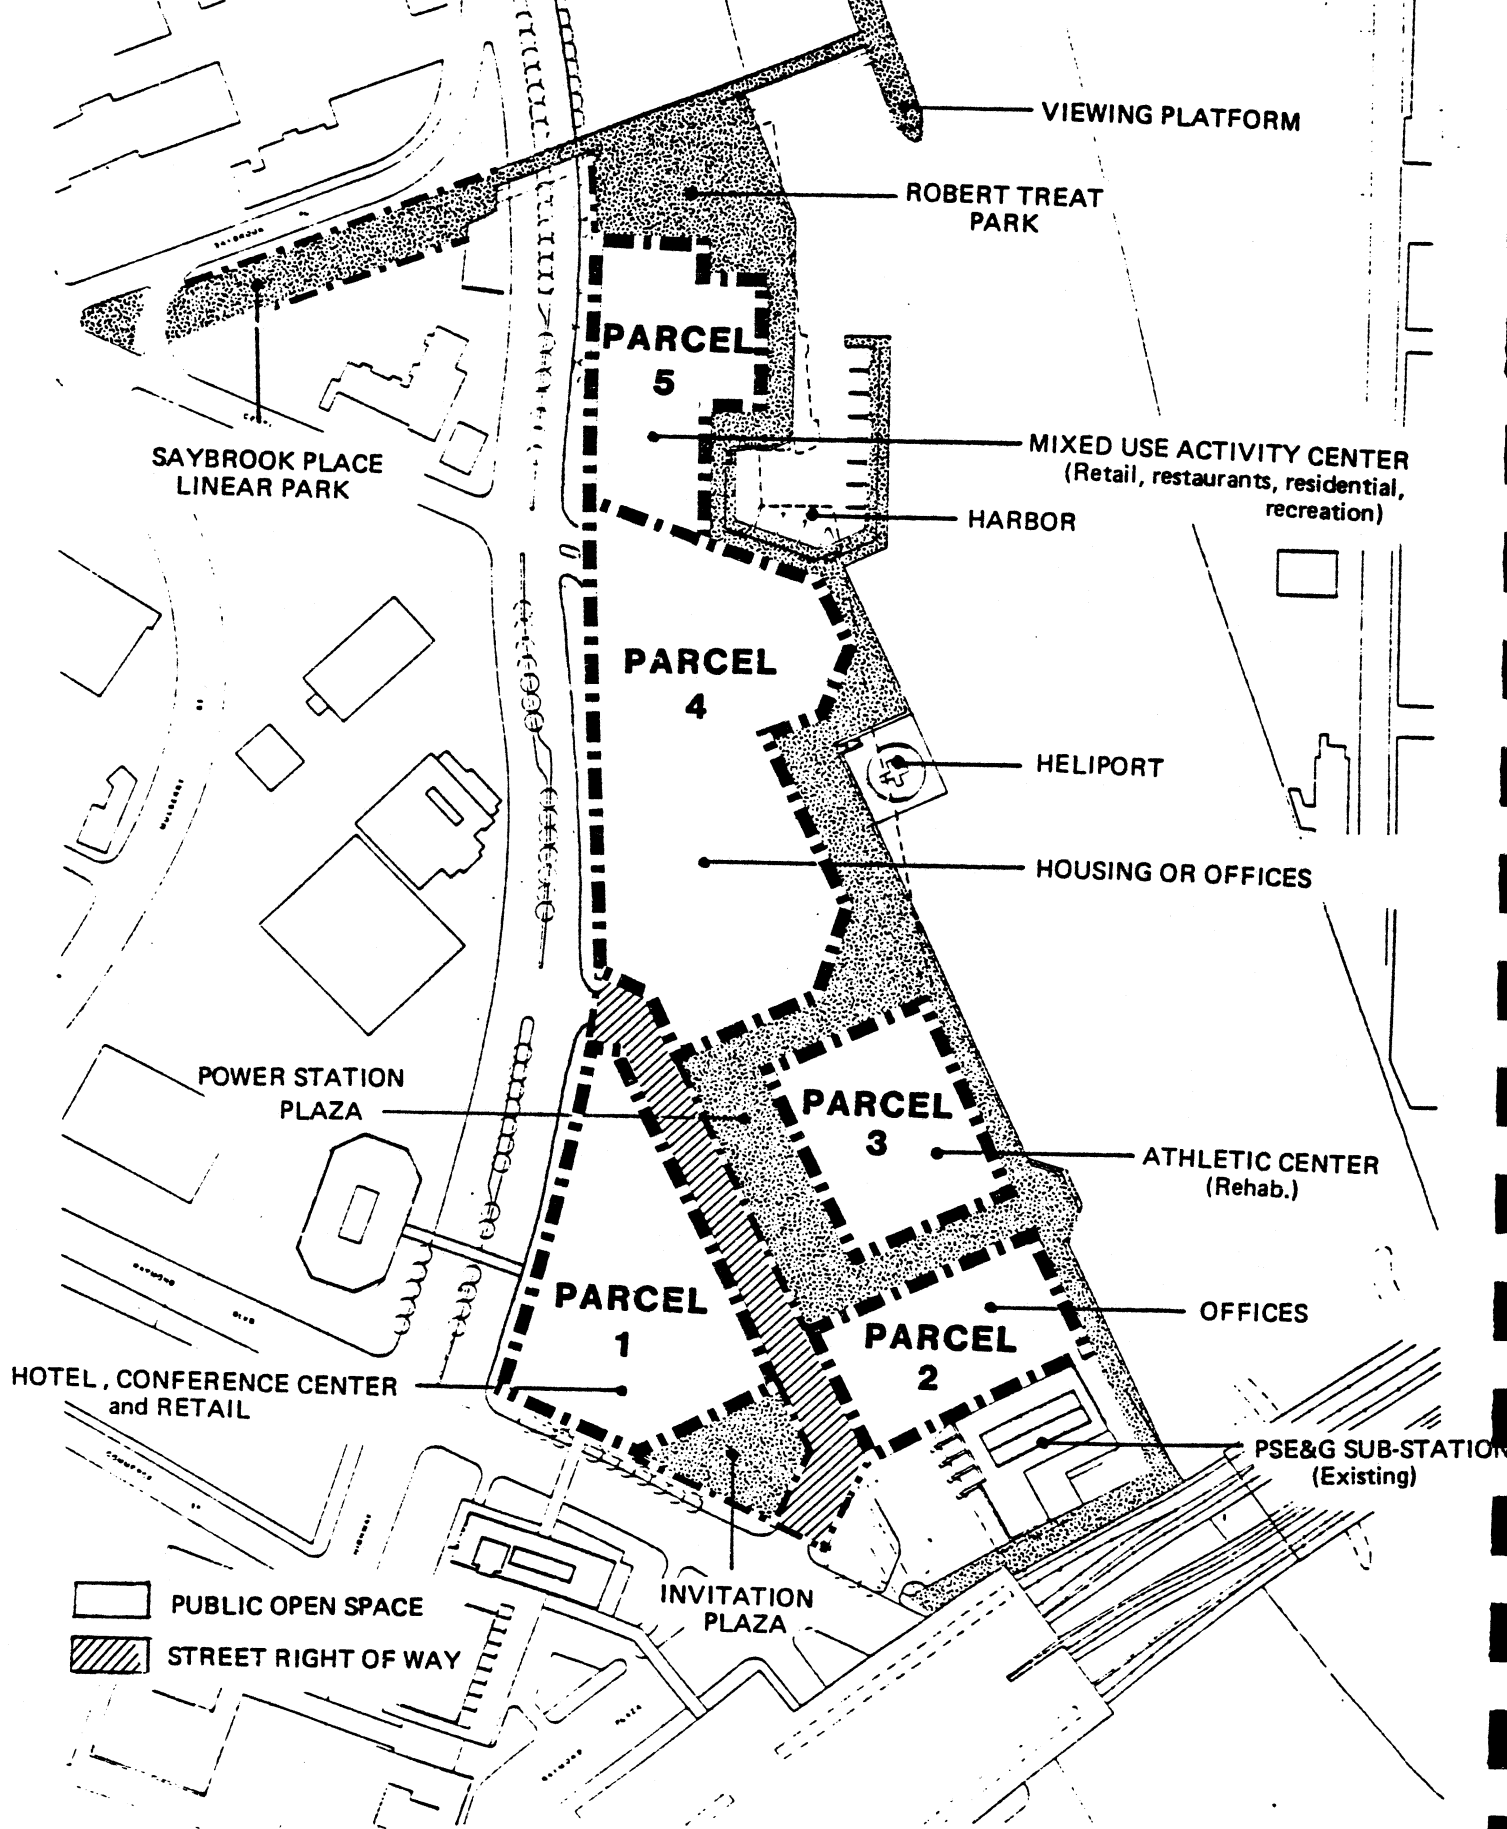 VIEWING PLATFORM
ROBERT TREAT
PARK
PARCEL
5
SAYBROOK PLACE
LINEAR PARK
MIXED USE ACTIVITY CENTER
(Retail, restaurants, residential,
recreation)
HARBOR
PARCEL
4
HELIPORT
HOUSING OR OFFICES
POWER STATION
PLAZA
PARCEL
3
ATHLETIC CENTER
(Rehab.)
PARCEL
1
PARCEL
2
OFFICES
HOTEL, CONFERENCE CENTER
and RETAIL
PSE&G SUB-STATION
(Existing)
INVITATION
PLAZA
PUBLIC OPEN SPACE
STREET RIGHT OF WAY
HIGHWAY
PLAZA